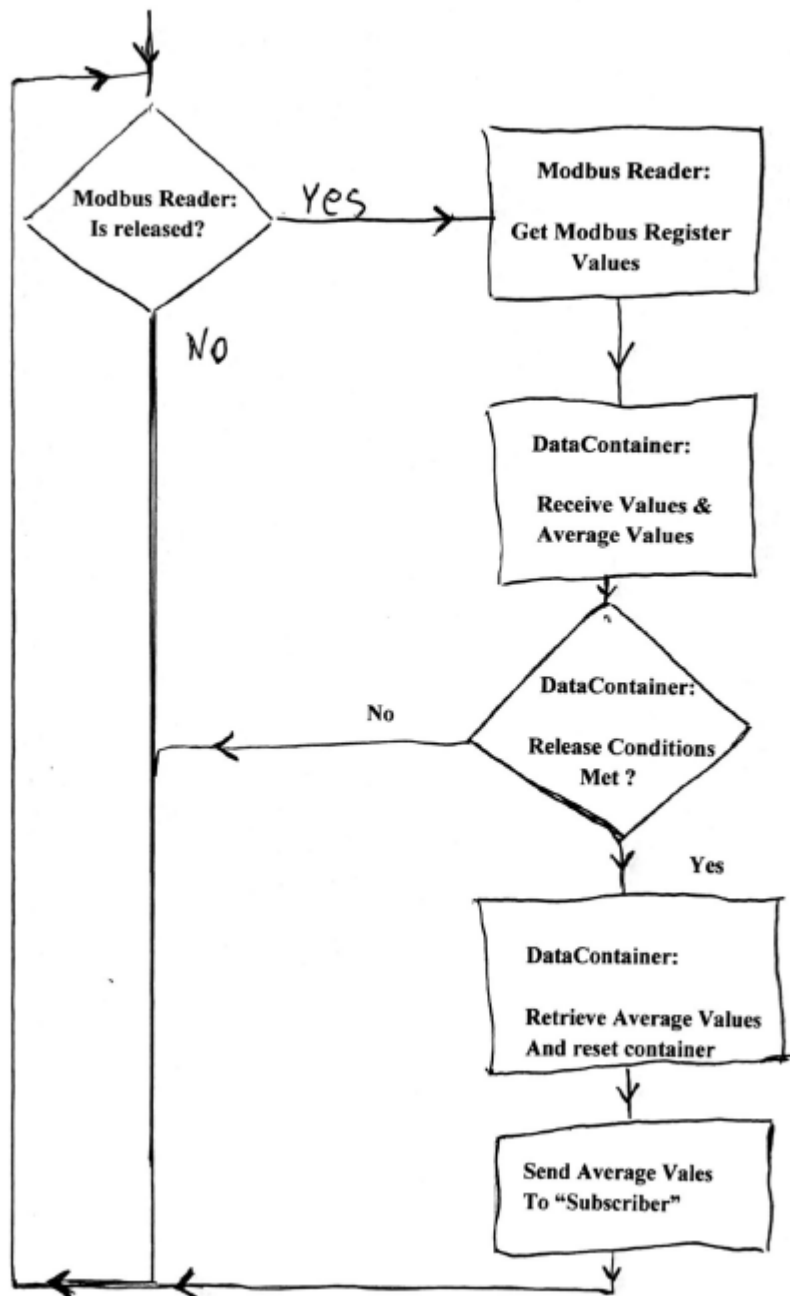 Modbus Reader:
Is released?
Yes
No
Modbus Reader:
Get Modbus Register
Values
DataContainer:
Receive Values &
Average Values
DataContainer:
Release Conditions
Met ?
No
Yes
DataContainer:
Retrieve Average Values
And reset container
Send Average Vales
To “Subscriber”